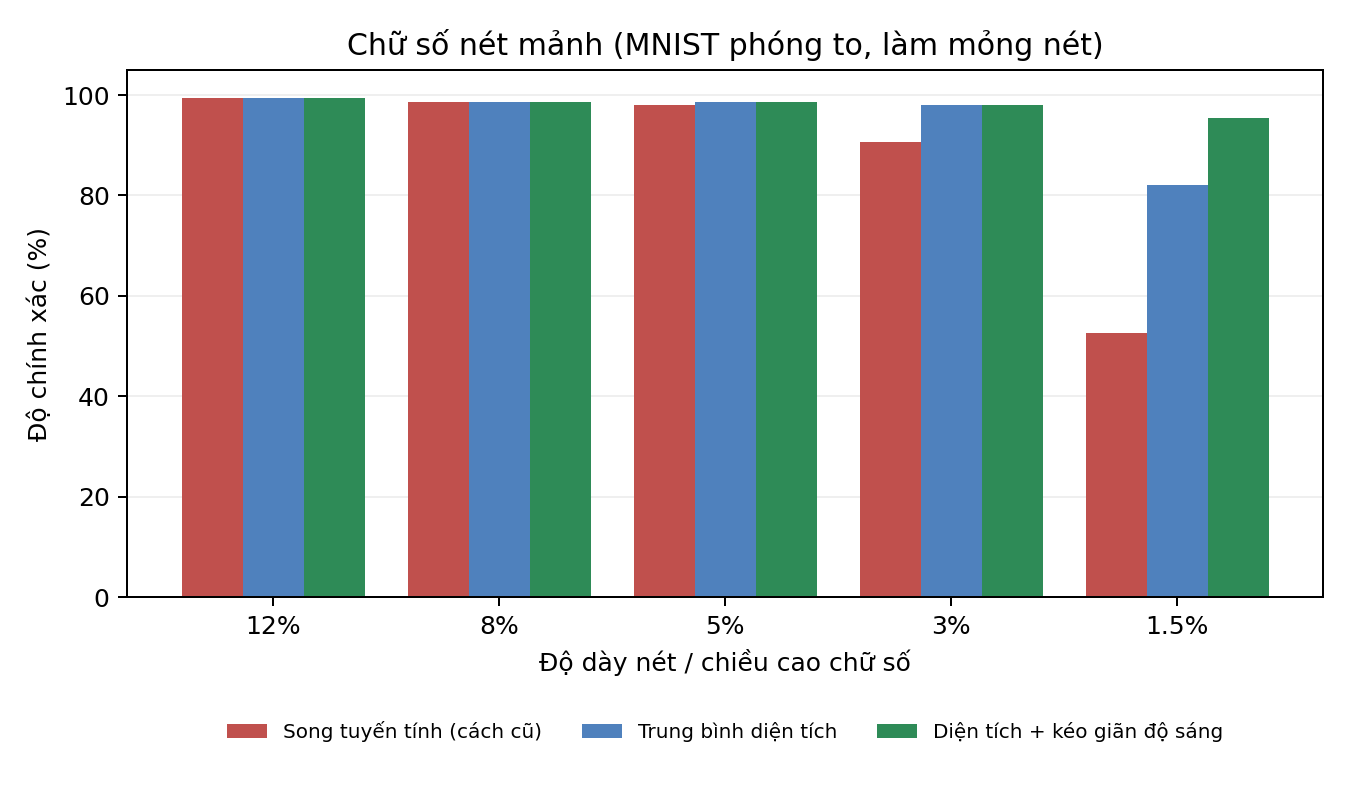 Chữ số nét mảnh (MNIST phóng to, làm mỏng nét)
100
80
60
40
20
0
Độ chính xác (%)
12% 8% 5% 3% 1.5%
Độ dày nét / chiều cao chữ số
Song tuyến tính (cách cũ) Trung bình diện tích Diện tích + kéo giãn độ sáng